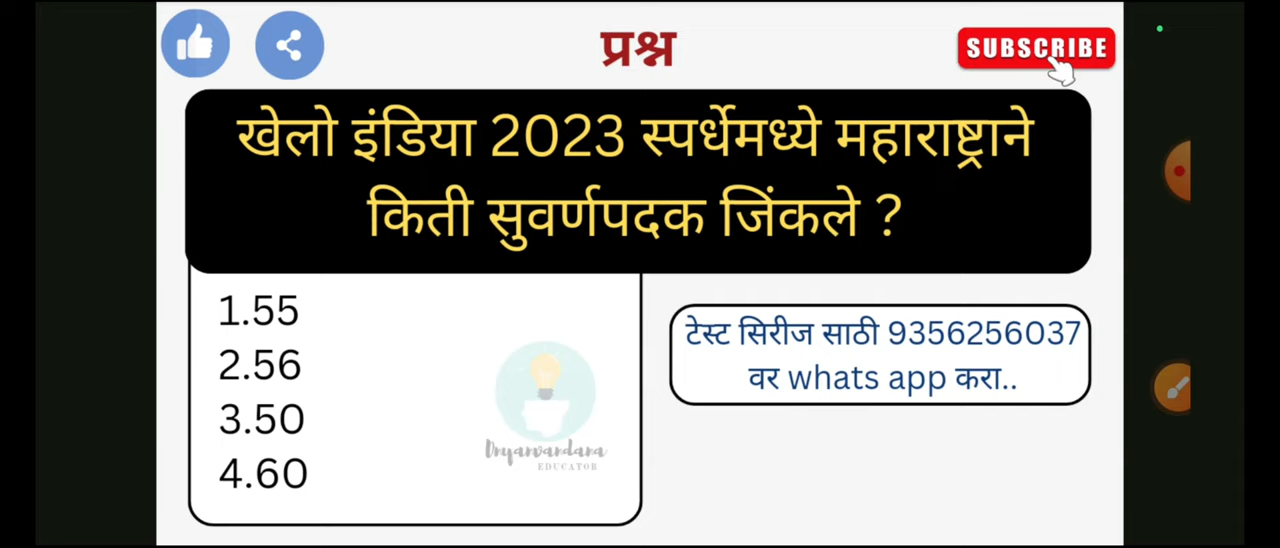 प्रश्न
SUBSCRIBE
खेलो इंडिया 2023 स्पर्धेमध्ये महाराष्ट्राने
किती सुवर्णपदक जिंकले ?
1.55
2.56
3.50
4.60
टेस्ट सिरीज साठी 9356256037
वर whats app करा..
Dnyanvandana
EDUCATOR